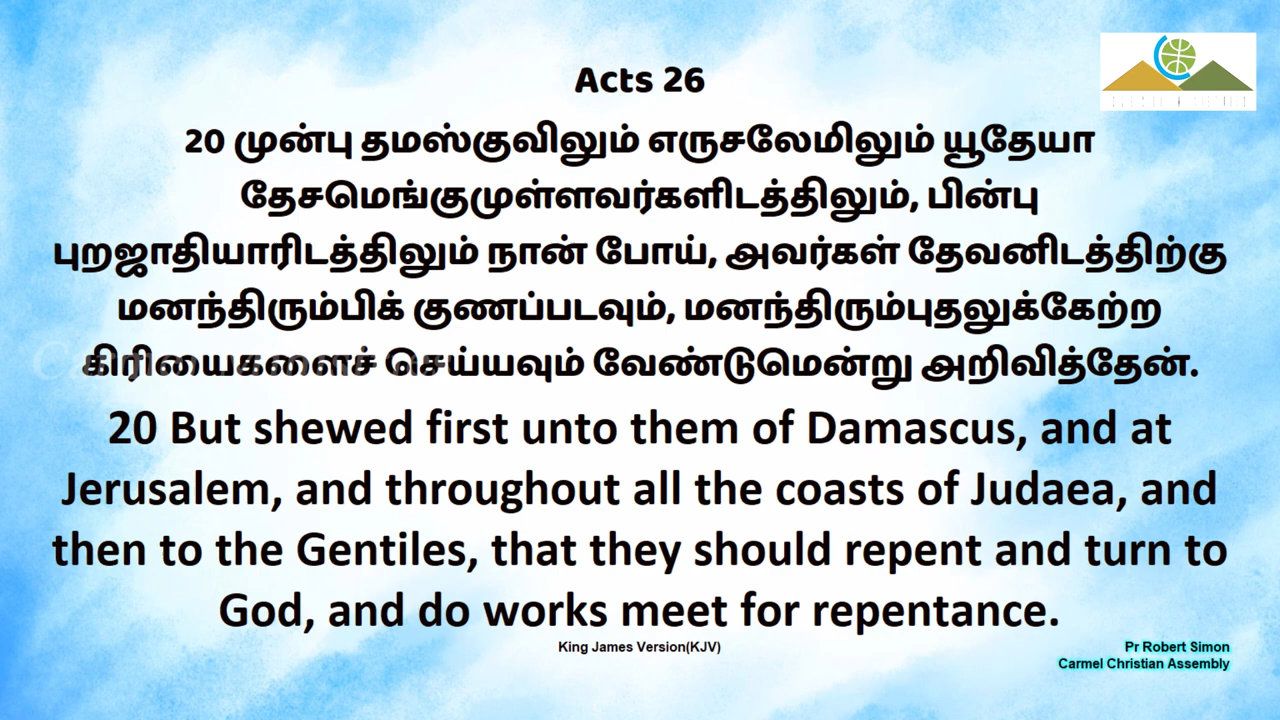 Acts 26
20 முன்பு தமஸ்குவிலும் எருசலேமிலும் யூதேயா
தேசமெங்குமுள்ளவர்களிடத்திலும், பின்பு
புறஜாதியாரிடத்திலும் நான் போய், அவர்கள் தேவனிடத்திற்கு
மனந்திரும்பிக் குணப்படவும், மனந்திரும்புதலுக்கேற்ற
கிரியைகளைச் செய்யவும் வேண்டுமென்று அறிவித்தேன்.
20 But shewed first unto them of Damascus, and at
Jerusalem, and throughout all the coasts of Judaea, and
then to the Gentiles, that they should repent and turn to
God, and do works meet for repentance.
King James Version(KJV)
Pr Robert Simon
Carmel Christian Assembly